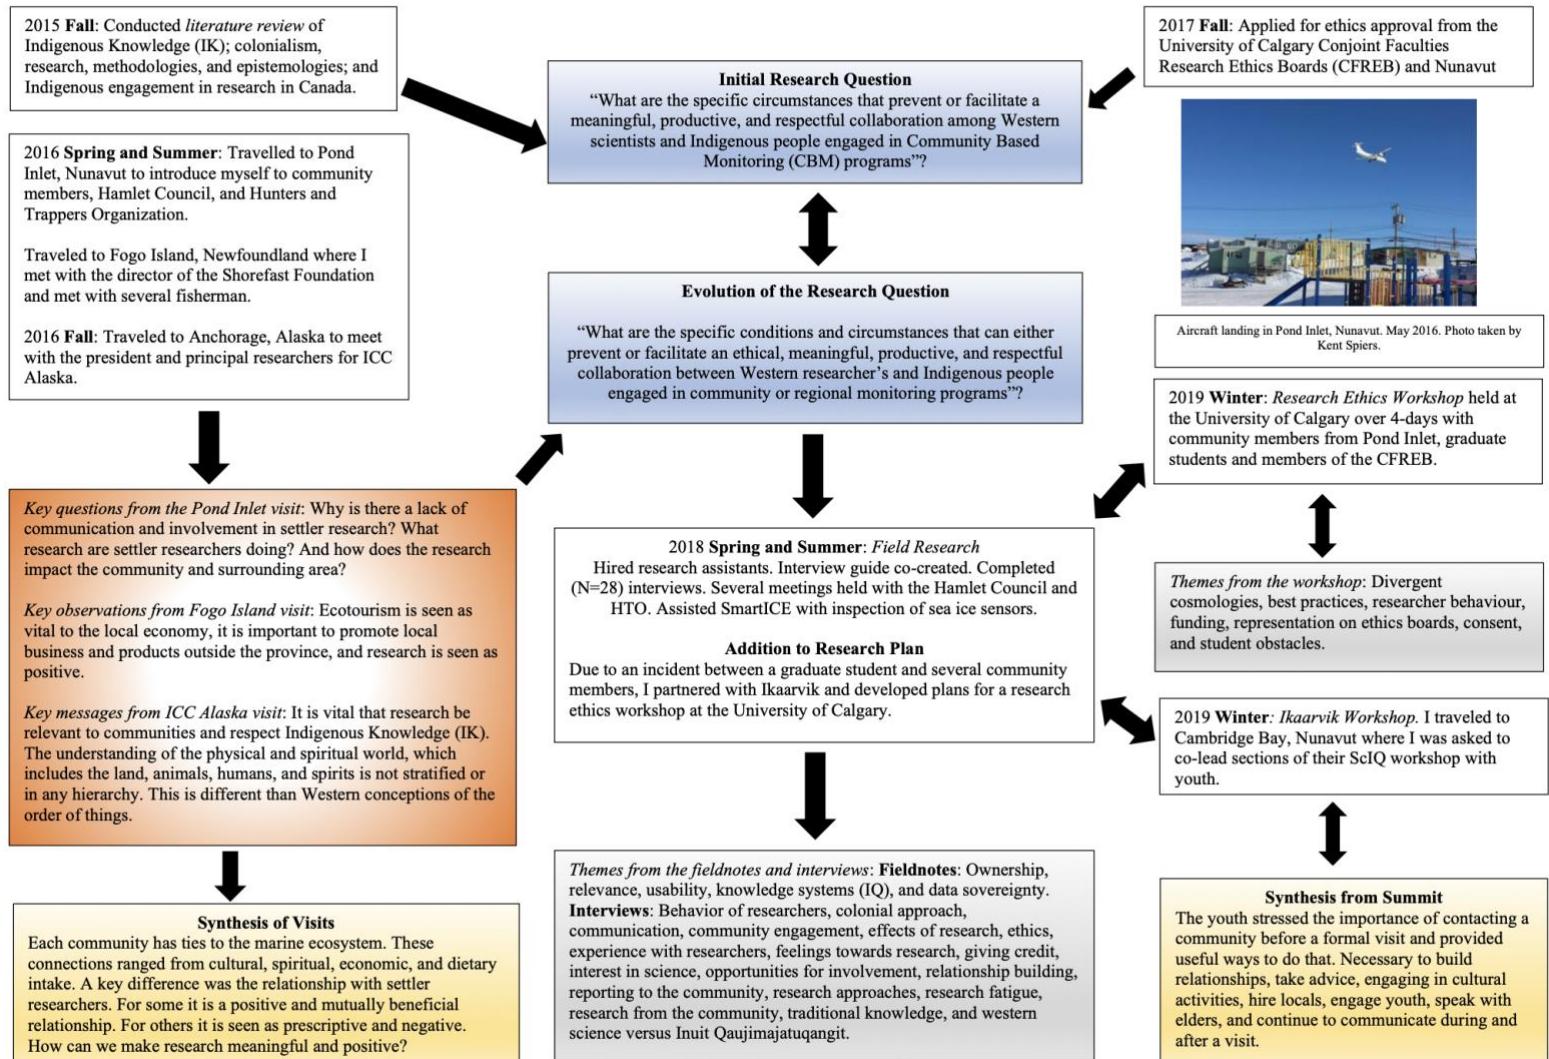 2015 Fall: Conducted literature review of
Indigenous Knowledge (IK); colonialism,
research, methodologies, and epistemologies; and
Indigenous engagement in research in Canada.
2016 Spring and Summer: Travelled to Pond
Inlet, Nunavut to introduce myself to community
members, Hamlet Council, and Hunters and
Trappers Organization.
Traveled to Fogo Island, Newfoundland where I
met with the director of the Shorefast Foundation
and met with several fisherman.
2016 Fall: Traveled to Anchorage, Alaska to meet
with the president and principal researchers for ICC
Alaska.
Key questions from the Pond Inlet visit: Why is there a lack of
communication and involvement in settler research? What
research are settler researchers doing? And how does the research
impact the community and surrounding area?
Key observations from Fogo Island visit: Ecotourism is seen as
vital to the local economy, it is important to promote local
business and products outside the province, and research is seen as
positive.
Key messages from ICC Alaska visit: It is vital that research be
relevant to communities and respect Indigenous Knowledge (IK).
The understanding of the physical and spiritual world, which
includes the land, animals, humans, and spirits is not stratified or
in any hierarchy. This is different than Western conceptions of the
order of things.
Synthesis of Visits
Each community has ties to the marine ecosystem. These
connections ranged from cultural, spiritual, economic, and dietary
intake. A key difference was the relationship with settler
researchers. For some it is a positive and mutually beneficial
relationship. For others it is seen as prescriptive and negative.
How can we make research meaningful and positive?
Initial Research Question
“What are the specific circumstances that prevent or facilitate a
meaningful, productive, and respectful collaboration among Western
scientists and Indigenous people engaged in Community Based
Monitoring (CBM) programs”?
Evolution of the Research Question
“What are the specific conditions and circumstances that can either
prevent or facilitate an ethical, meaningful, productive, and respectful
collaboration between Western researcher’s and Indigenous people
engaged in community or regional monitoring programs”?
2018 Spring and Summer: Field Research
Hired research assistants. Interview guide co-created. Completed
(N=28) interviews. Several meetings held with the Hamlet Council and
HTO. Assisted SmartICE with inspection of sea ice sensors.
Addition to Research Plan
Due to an incident between a graduate student and several community
members, I partnered with Ikaarvik and developed plans for a research
ethics workshop at the University of Calgary.
Themes from the fieldnotes and interviews: Fieldnotes: Ownership,
relevance, usability, knowledge systems (IQ), and data sovereignty.
Interviews: Behavior of researchers, colonial approach,
communication, community engagement, effects of research, ethics,
experience with researchers, feelings towards research, giving credit,
interest in science, opportunities for involvement, relationship building,
reporting to the community, research approaches, research fatigue,
research from the community, traditional knowledge, and western
science versus Inuit Qaujimajatuqangit.
2017 Fall: Applied for ethics approval from the
University of Calgary Conjoint Faculties
Research Ethics Boards (CFREB) and Nunavut
Aircraft landing in Pond Inlet, Nunavut. May 2016. Photo taken by
Kent Spiers.
2019 Winter: Research Ethics Workshop held at
the University of Calgary over 4-days with
community members from Pond Inlet, graduate
students and members of the CFREB.
Themes from the workshop: Divergent
cosmologies, best practices, researcher behaviour,
funding, representation on ethics boards, consent,
and student obstacles.
2019 Winter: Ikaarvik Workshop. I traveled to
Cambridge Bay, Nunavut where I was asked to
co-lead sections of their ScIQ workshop with
youth.
Synthesis from Summit
The youth stressed the importance of contacting a
community before a formal visit and provided
useful ways to do that. Necessary to build
relationships, take advice, engaging in cultural
activities, hire locals, engage youth, speak with
elders, and continue to communicate during and
after a visit.